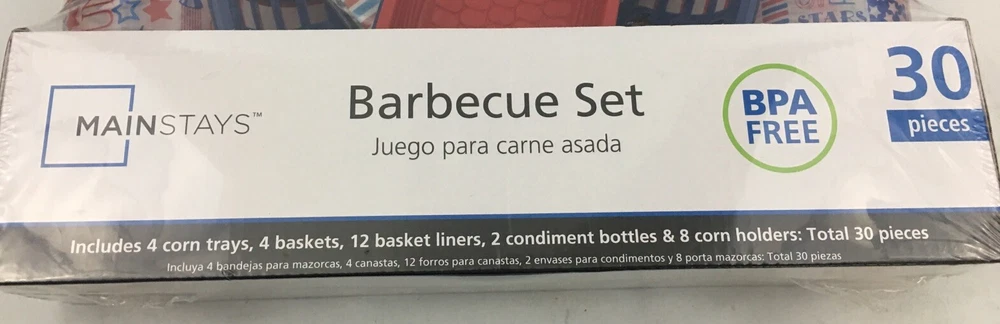 STARS
MAINSTAYS™
Barbecue Set
Juego para carne asada
BPA
FREE
30
pieces
Includes 4 corn trays, 4 baskets, 12 basket liners, 2 condiment bottles & 8 corn holders: Total 30 pieces
Incluya 4 bandejas para mazorcas, 4 canastas, 12 forros para canastas, 2 envases para condimentos y 8 porta mazorcas: Total 30 piezas